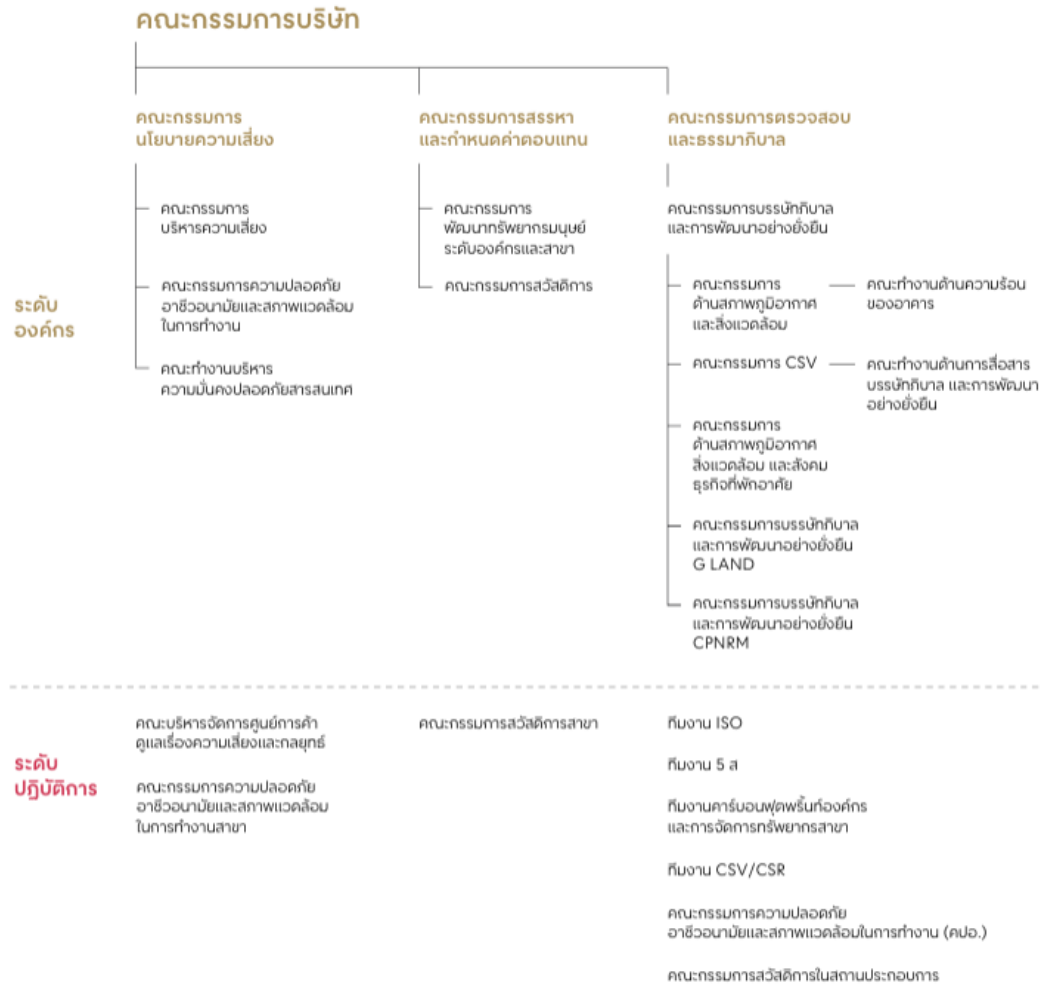 คณะกรรมการบริษัท
คณะกรรมการ
นโยบายความเสี่ยง
คณะกรรมการสรรหา
และกำหนดค่าตอบแทน
คณะกรรมการตรวจสอบ
และธรรมาภิบาล
ระดับ
องค์กร
คณะกรรมการ
บริหารความเสี่ยง
คณะกรรมการความปลอดภัย
อาชีวอนามัยและสภาพแวดล้อม
ในการทำงาน
คณะทำงานบริหาร
ความมั่นคงปลอดภัยสารสนเทศ
คณะกรรมการ
พัฒนาทรัพยากรมนุษย์
ระดับองค์กรและสาขา
คณะกรรมการสวัสดิการ
คณะกรรมการบรรษัทภิบาล
และการพัฒนาอย่างยั่งยืน
คณะกรรมการ
ด้านสภาพภูมิอากาศ
และสิ่งแวดล้อม
คณะทำงานด้านความร้อน
ของอาคาร
คณะกรรมการ CSV
คณะทำงานด้านการสื่อสาร
บรรษัทภิบาล และการพัฒนา
อย่างยั่งยืน
คณะกรรมการ
ด้านสภาพภูมิอากาศ
สิ่งแวดล้อม และสังคม
ธุรกิจที่พักอาศัย
คณะกรรมการบรรษัทภิบาล
และการพัฒนาอย่างยั่งยืน
G LAND
คณะกรรมการบรรษัทภิบาล
และการพัฒนาอย่างยั่งยืน
CPNRM
ระดับ
ปฏิบัติการ
คณะบริหารจัดการศูนย์การค้า
ดูแลเรื่องความเสี่ยงและกลยุทธ์
คณะกรรมการความปลอดภัย
อาชีวอนามัยและสภาพแวดล้อม
ในการทำงานสาขา
คณะกรรมการสวัสดิการสาขา
ทีมงาน ISO
ทีมงาน 5 ส
ทีมงานคาร์บอนฟุตพริ้นท์องค์กร
และการจัดการทรัพยากรสาขา
ทีมงาน CSV/CSR
คณะกรรมการความปลอดภัย
อาชีวอนามัยและสภาพแวดล้อมในการทำงาน (คปอ.)
คณะกรรมการสวัสดิการในสถานประกอบการ